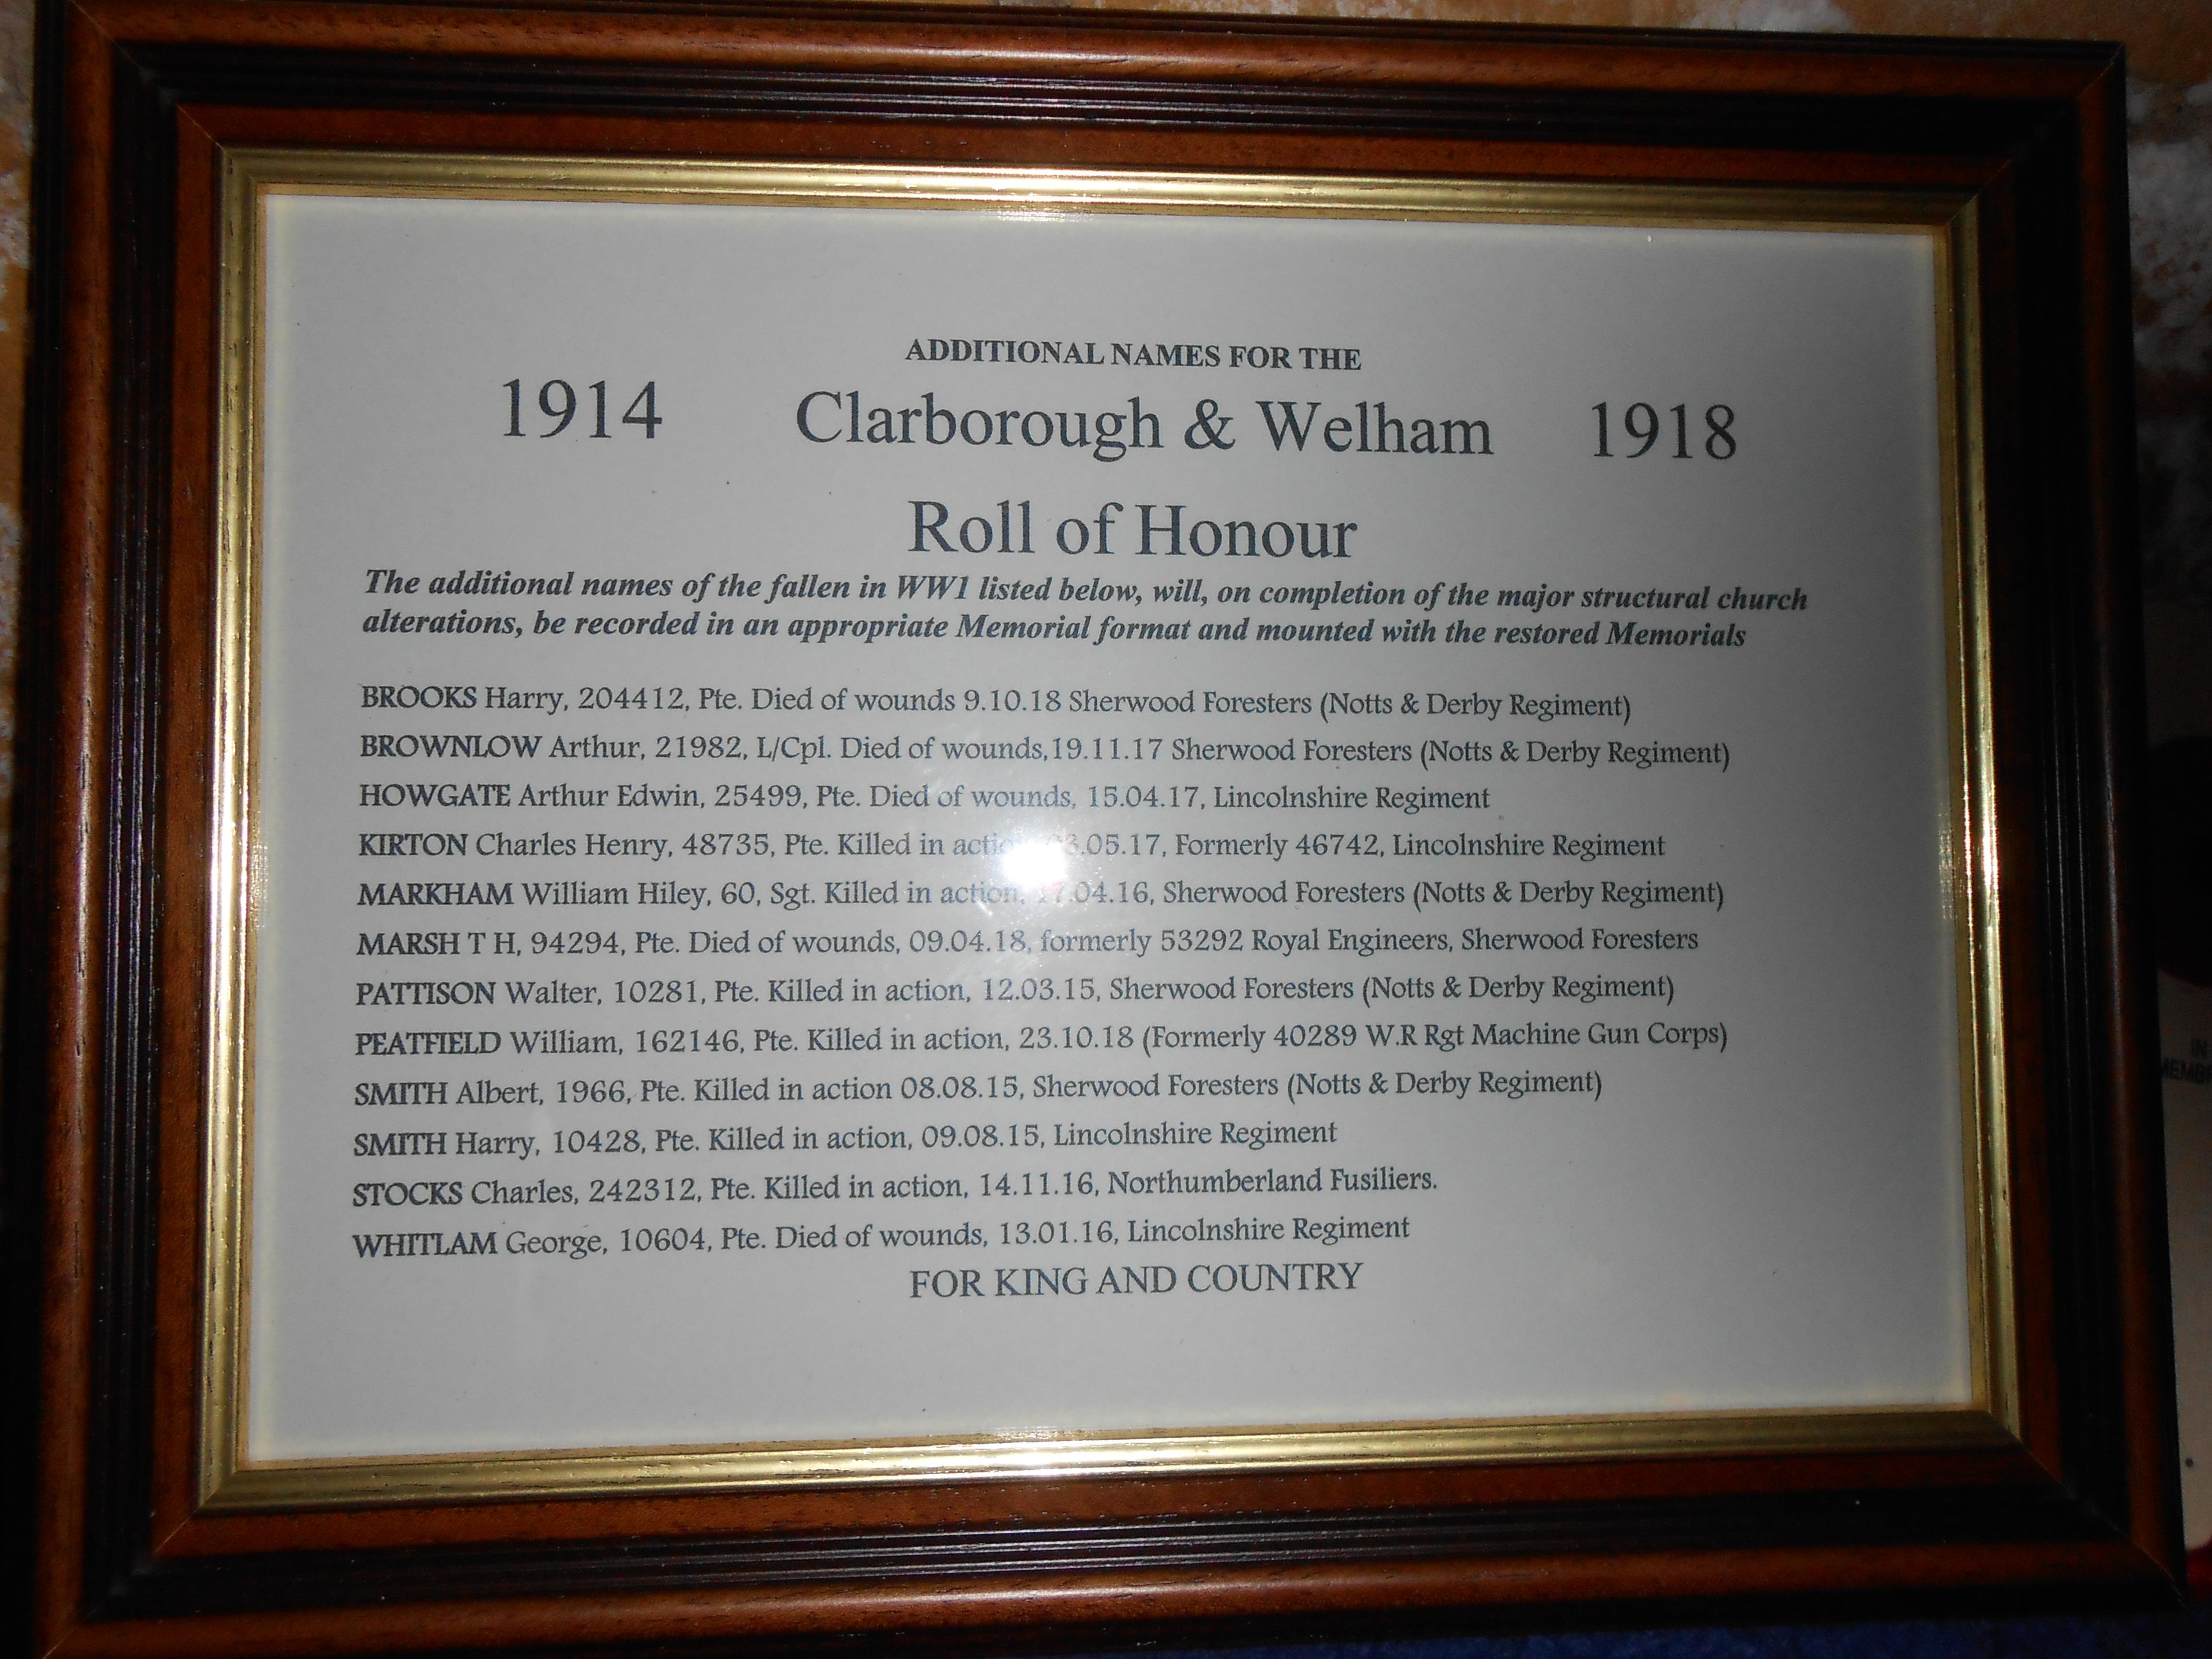 ADDITIONAL NAMES FOR THE
1914 Clarborough & Welham 1918
Roll of Honour
The additional names of the fallen in WW1 listed below, will, on completion of the major structural church
alterations, be recorded in an appropriate Memorial format and mounted with the restored Memorials
BROOKS Harry, 204412, Pte. Died of wounds 9.10.18 Sherwood Foresters (Notts & Derby Regiment)
BROWNLOW Arthur, 21982, L/Cpl. Died of wounds,19.11.17 Sherwood Foresters (Notts & Derby Regiment)
HOWGATE Arthur Edwin, 25499, Pte. Died of wounds, 15.04.17, Lincolnshire Regiment
KIRTON Charles Henry, 48735, Pte. Killed in action, .05.17, Formerly 46742, Lincolnshire Regiment
MARKHAM William Hiley, 60, Sgt. Killed in action, 17.04.16, Sherwood Foresters (Notts & Derby Regiment)
MARSH T H, 94294, Pte. Died of wounds, 09.04.18, formerly 53292 Royal Engineers, Sherwood Foresters
PATTISON Walter, 10281, Pte. Killed in action, 12.03.15, Sherwood Foresters (Notts & Derby Regiment)
PEATFIELD William, 162146, Pte. Killed in action, 23.10.18 (Formerly 40289 W.R Rgt Machine Gun Corps)
SMITH Albert, 1966, Pte. Killed in action 08.08.15, Sherwood Foresters (Notts & Derby Regiment)
SMITH Harry, 10428, Pte. Killed in action, 09.08.15, Lincolnshire Regiment
STOCKS Charles, 242312, Pte. Killed in action, 14.11.16, Northumberland Fusiliers.
WHITLAM George, 10604, Pte. Died of wounds, 13.01.16, Lincolnshire Regiment
FOR KING AND COUNTRY
IN